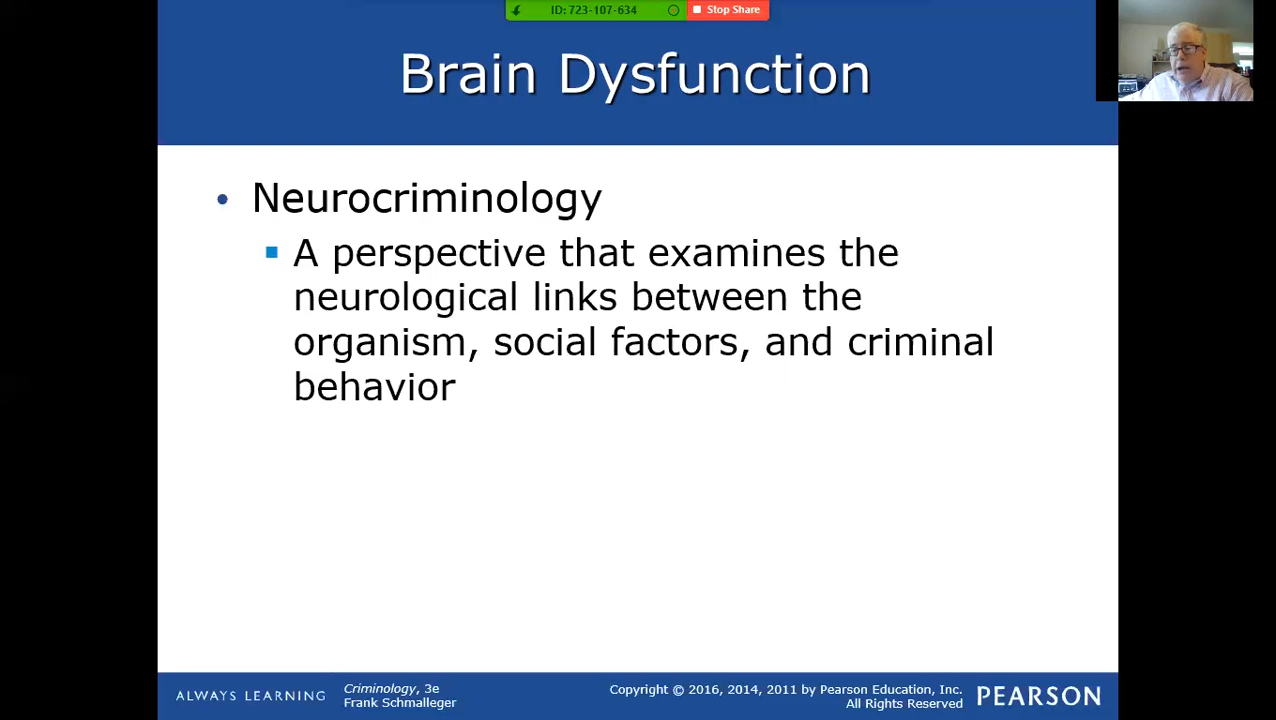 ID: 723-107-634
Stop Share
Brain Dysfunction
• Neurocriminology
▪ A perspective that examines the
neurological links between the
organism, social factors, and criminal
behavior
ALWAYS LEARNING
Criminology, 3e
Frank Schmalleger
Copyright © 2016, 2014, 2011 by Pearson Education, Inc.
All Rights Reserved
PEARSON